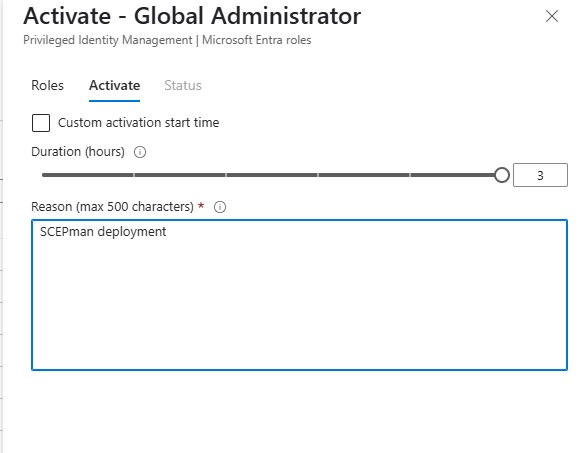 Activate - Global Administrator
Privileged Identity Management | Microsoft Entra roles
Roles Activate Status
Custom activation start time
Duration (hours)
3
Reason (max 500 characters) *
SCEPman deployment